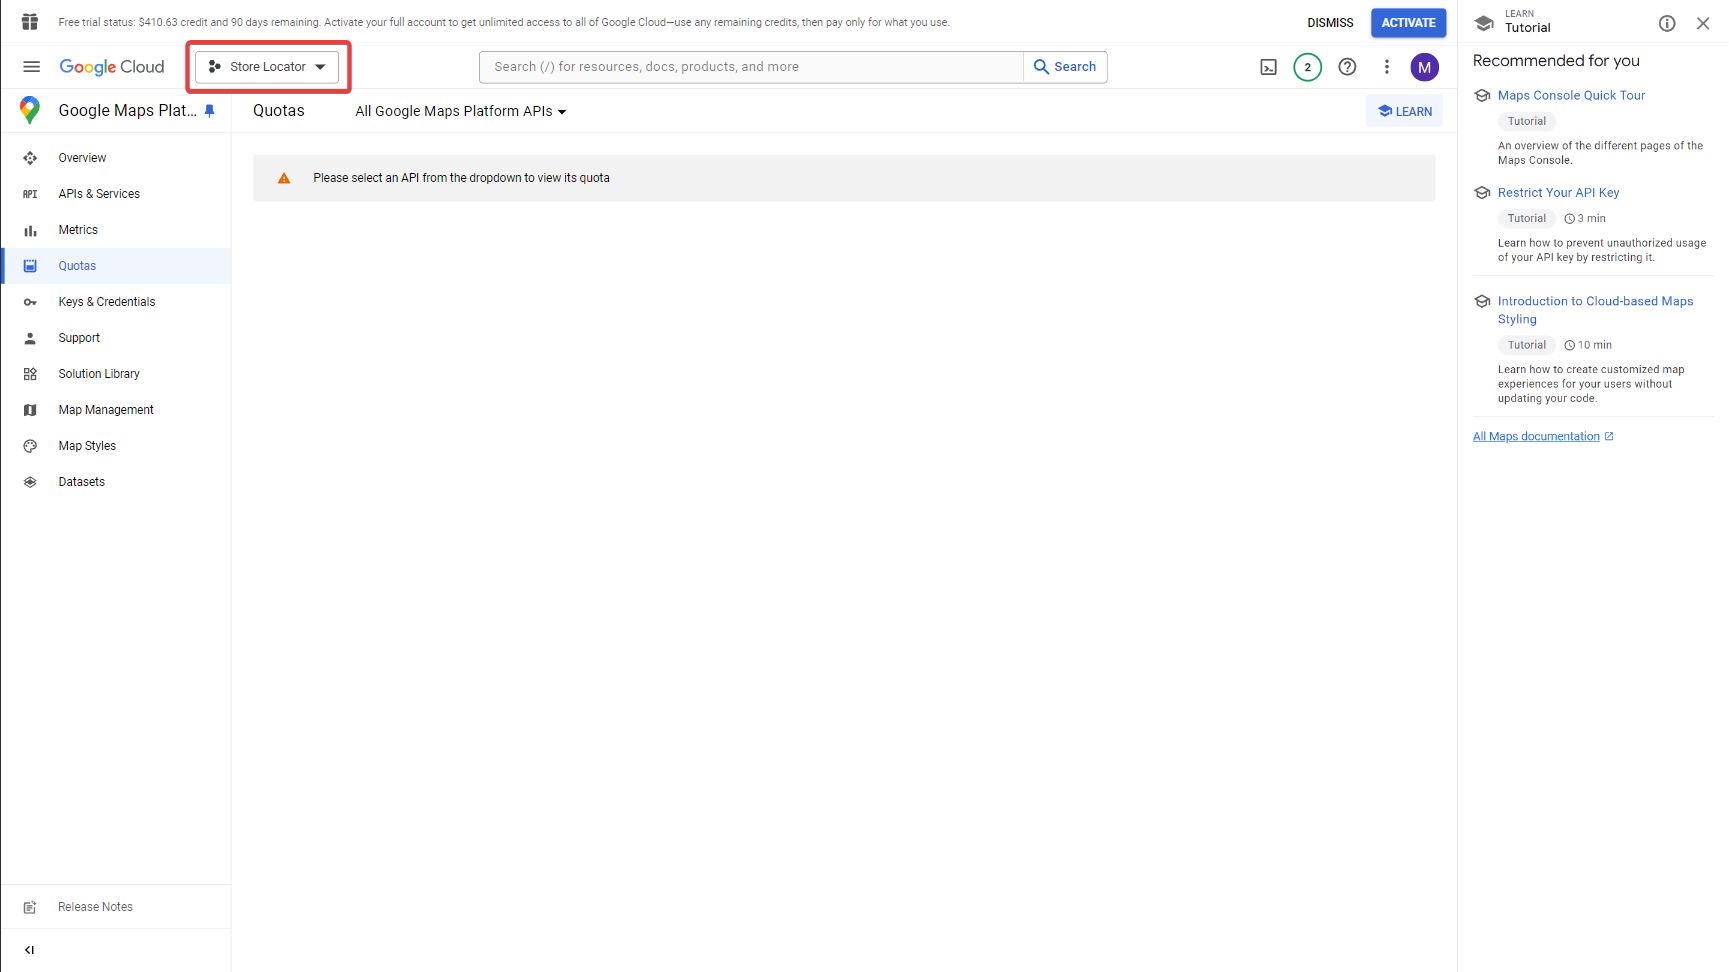 Free trial status: $410.63 credit and 90 days remaining. Activate your full account to get unlimited access to all of Google Cloud—use any remaining credits, then pay only for what you use.
DISMISS
ACTIVATE
Google Cloud
Store Locator
Search (/) for resources, docs, products, and more
Search
2
M
Google Maps Plat...
Quotas
All Google Maps Platform APIs
LEARN
Overview
API
APIs & Services
Metrics
Quotas
Keys & Credentials
Support
Solution Library
Map Management
Map Styles
Datasets
Release Notes
Please select an API from the dropdown to view its quota
LEARN
Tutorial
Recommended for you
Maps Console Quick Tour
Tutorial
An overview of the different pages of the
Maps Console.
Restrict Your API Key
Tutorial
3 min
Learn how to prevent unauthorized usage
of your API key by restricting it.
Introduction to Cloud-based Maps
Styling
Tutorial
10 min
Learn how to create customized map
experiences for your users without
updating your code.
All Maps documentation